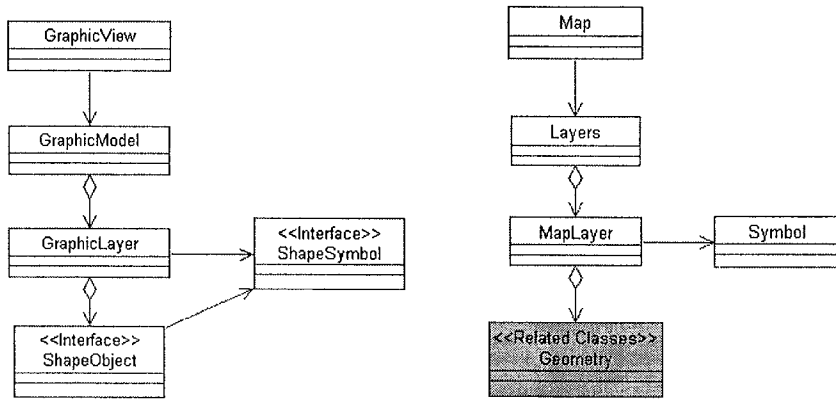 GraphicView
GraphicModel
GraphicLayer
<<Interface>>
ShapeSymbol
<<Interface>>
ShapeObject
Map
Layers
MapLayer
Symbol
<<Related Classes>>
Geometry